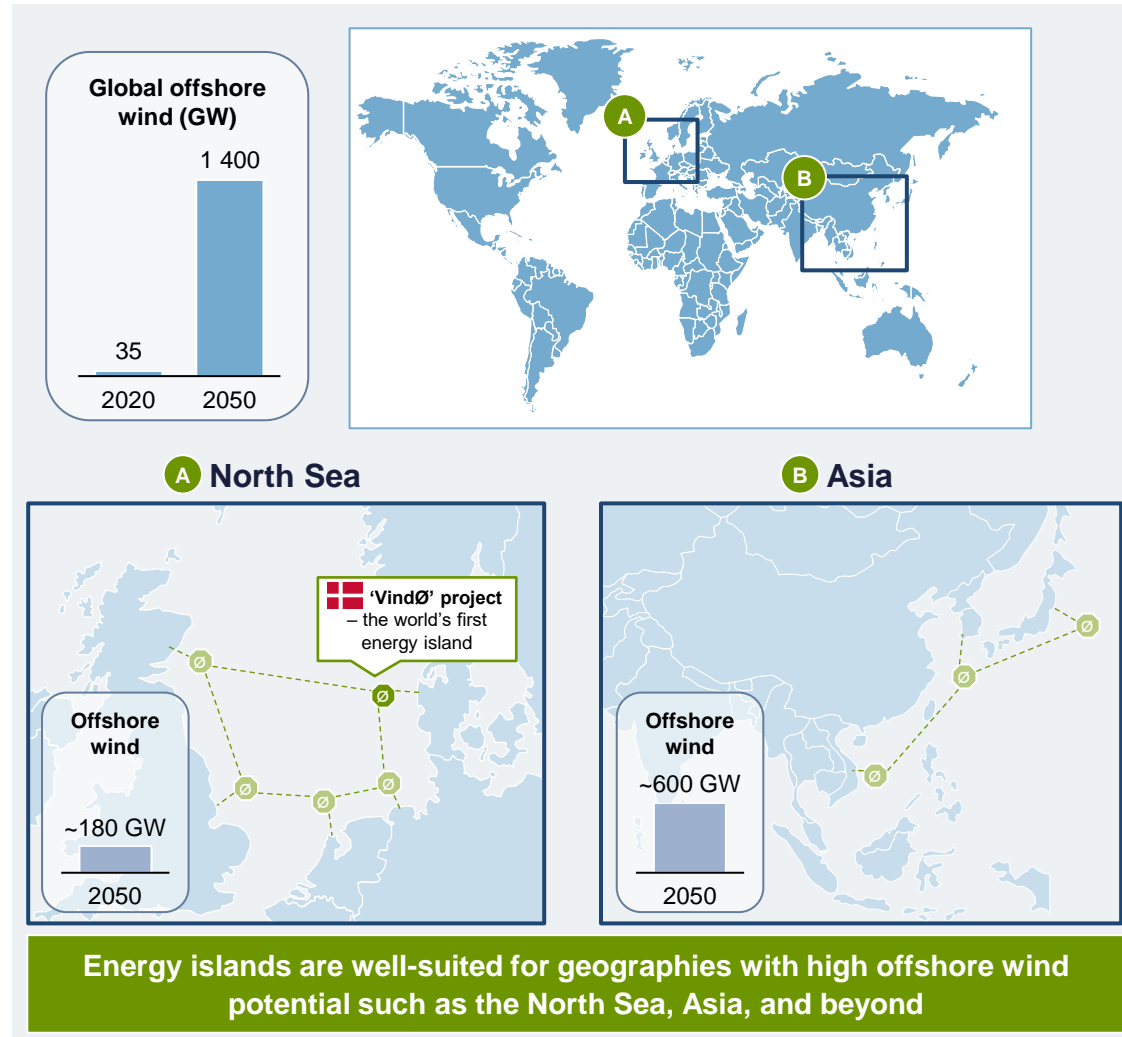 Global offshore
wind (GW)
1 400
35
2020
2050
A
B
A North Sea
B Asia
'VindØ' project
– the world's first
energy island
Ø
Ø
Ø
Ø
Ø
Offshore
wind
~180 GW
2050
Ø
Ø
Ø
Offshore
wind
~600 GW
2050
Energy islands are well-suited for geographies with high offshore wind
potential such as the North Sea, Asia, and beyond